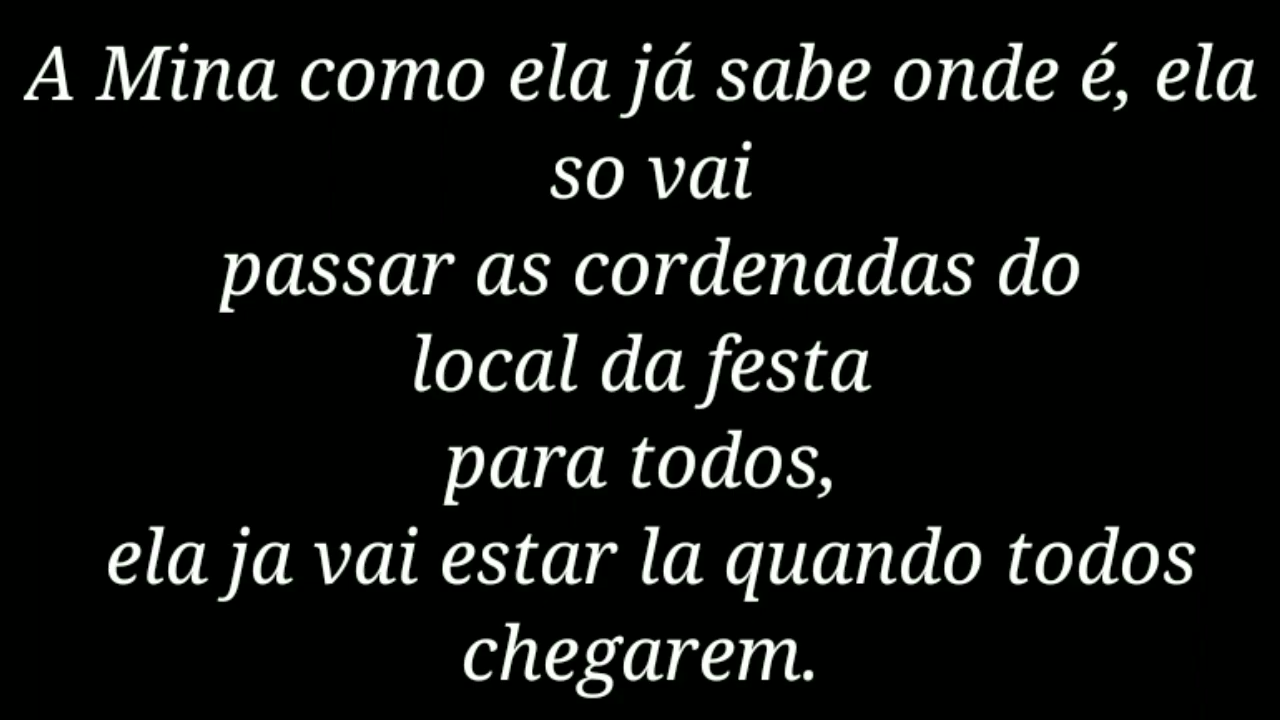 A Mina como ela já sabe onde é, ela
so vai
passar as cordenadas do
local da festa
para todos,
ela ja vai estar la quando todos
chegarem.